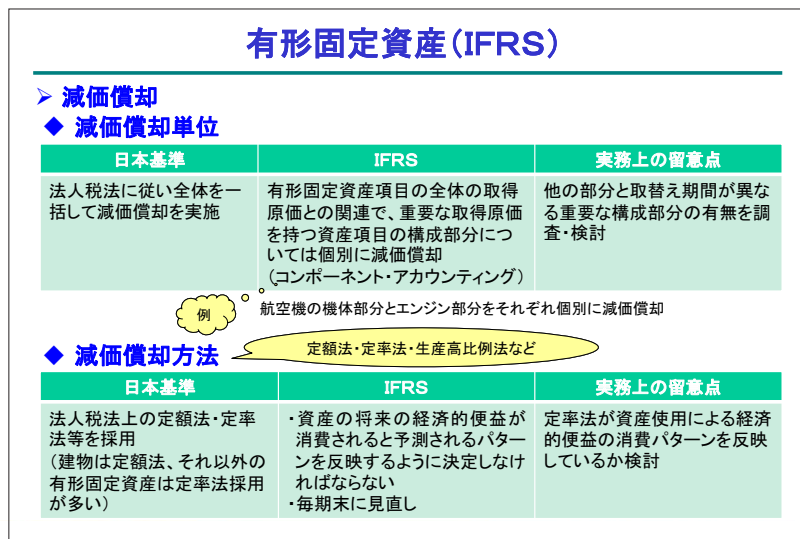 有形固定資産(IFRS)
➢ 減価償却
◆ 減価償却単位
日本基準
IFRS
実務上の留意点
法人税法に従い全体を一
括して減価償却を実施
有形固定資産項目の全体の取得
原価との関連で、重要な取得原価
を持つ資産項目の構成部分につ
いては個別に減価償却
(コンポーネント・アカウンティング)
他の部分と取替え期間が異な
る重要な構成部分の有無を調
査・検討
例
航空機の機体部分とエンジン部分をそれぞれ個別に減価償却
◆ 減価償却方法
定額法・定率法・生産高比例法など
日本基準
IFRS
実務上の留意点
法人税法上の定額法・定率
法等を採用
(建物は定額法、それ以外の
有形固定資産は定率法採用
が多い)
・資産の将来の経済的便益が
消費されると予測されるパター
ンを反映するように決定しなけ
ればならない
・毎期末に見直し
定率法が資産使用による経済
的便益の消費パターンを反映
しているか検討